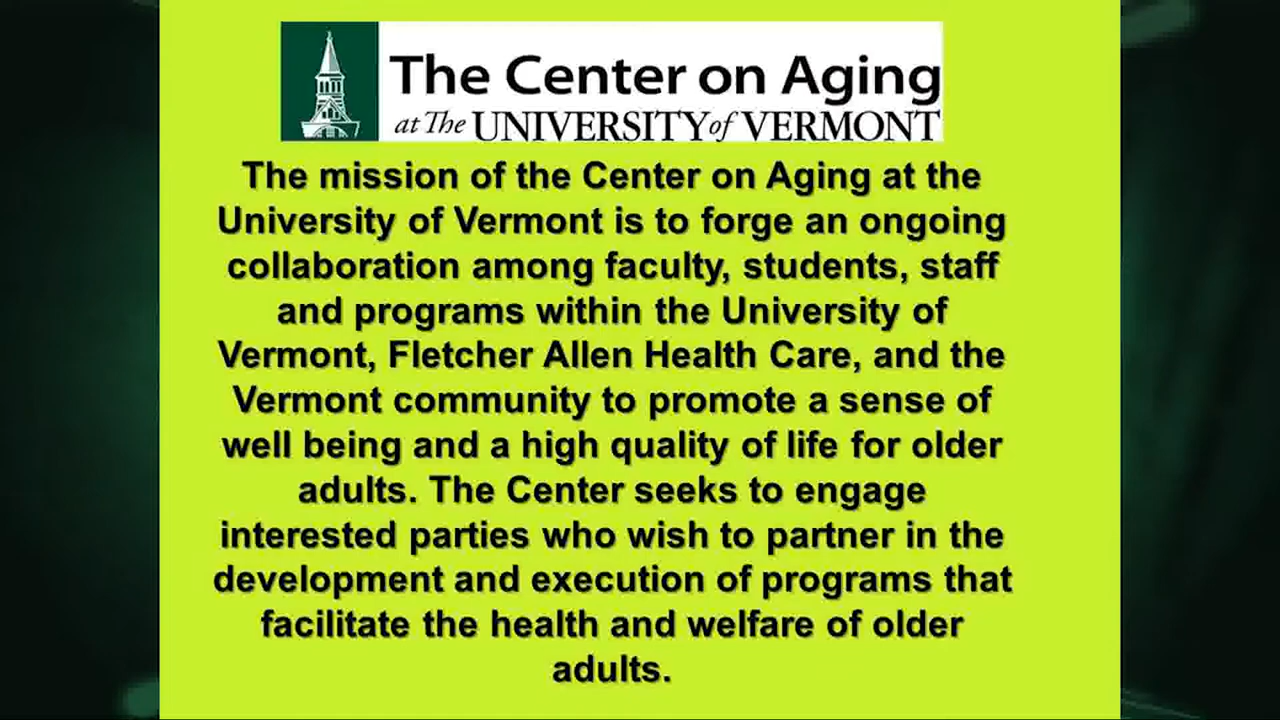 The Center on Aging
at The UNIVERSITY of VERMONT
The mission of the Center on Aging at the
University of Vermont is to forge an ongoing
collaboration among faculty, students, staff
and programs within the University of
Vermont, Fletcher Allen Health Care, and the
Vermont community to promote a sense of
well being and a high quality of life for older
adults. The Center seeks to engage
interested parties who wish to partner in the
development and execution of programs that
facilitate the health and welfare of older
adults.